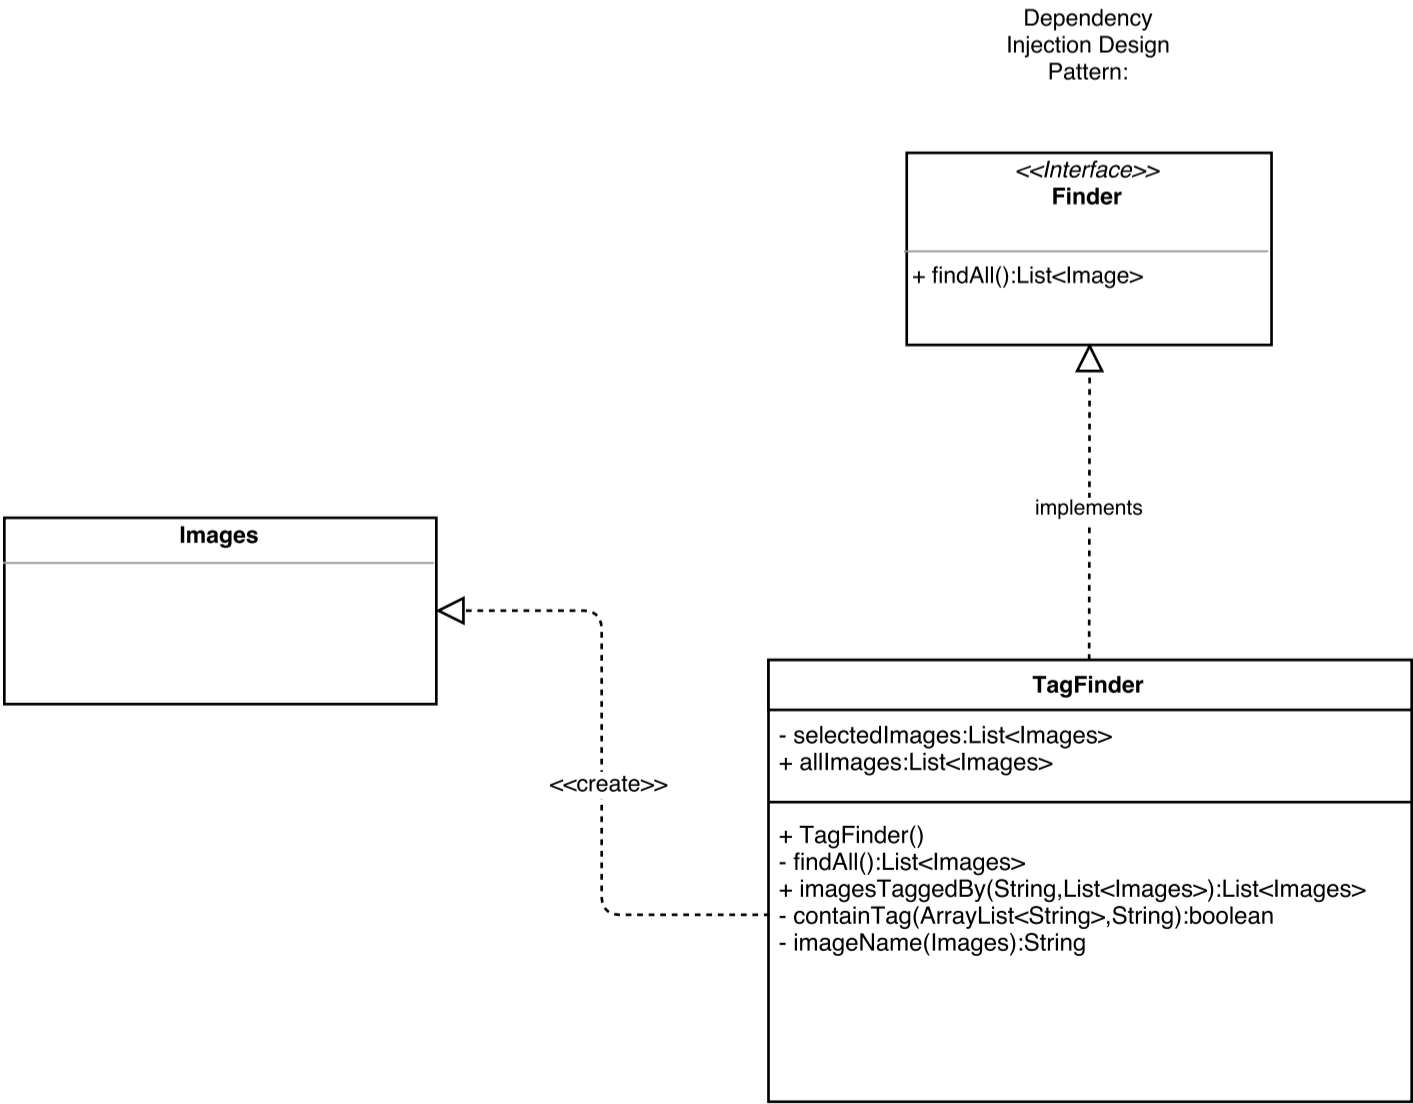 Dependency
Injection Design
Pattern:
<<Interface>>
Finder
+ findAll():List<Image>
implements
Images
<<create>>
TagFinder
- selectedImages:List<Images>
+ allImages:List<Images>
+ TagFinder()
- findAll():List<Images>
+ imagesTaggedBy(String,List<Images>):List<Images>
- containTag(ArrayList<String>,String):boolean
- imageName(Images):String